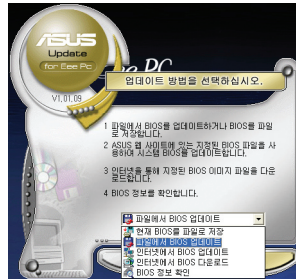 ASUS
Update
for Eee Pc
V1.01.09
PC
업데이트 방법을 선택하십시오.
1 파일에서 BIOS를 업데이트하거나 BIOS를 파일
로 저장합니다.
2 ASUS 웹 사이트에 있는 지정된 BIOS 파일을 사
용하여 시스템 BIOS를 업데이트합니다.
3 인터넷을 통해 지정된 BIOS 이미지 파일을 다운
로드합니다.
4 BIOS 정보를 확인합니다.
파일에서 BIOS 업데이트
현재 BIOS를 파일로 저장
파일에서 BIOS 업데이트
인터넷에서 BIOS 업데이트
인터넷에서 BIOS 다운로드
BIOS 정보 확인